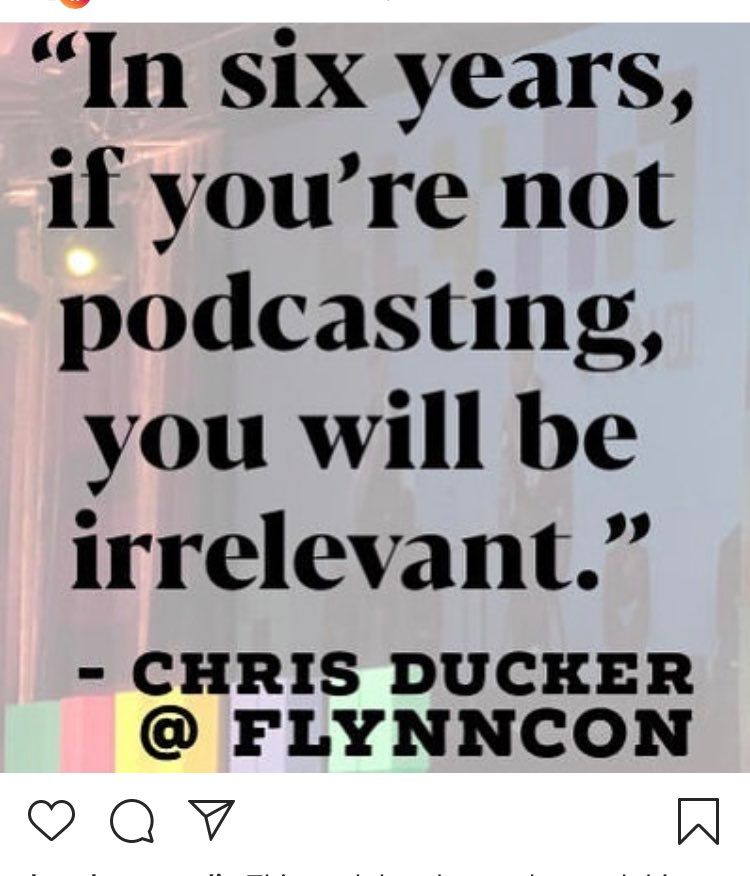 “In six years,
if you’re not
podcasting,
you will be
irrelevant.”
- CHRIS DUCKER
@ FLYNNCON